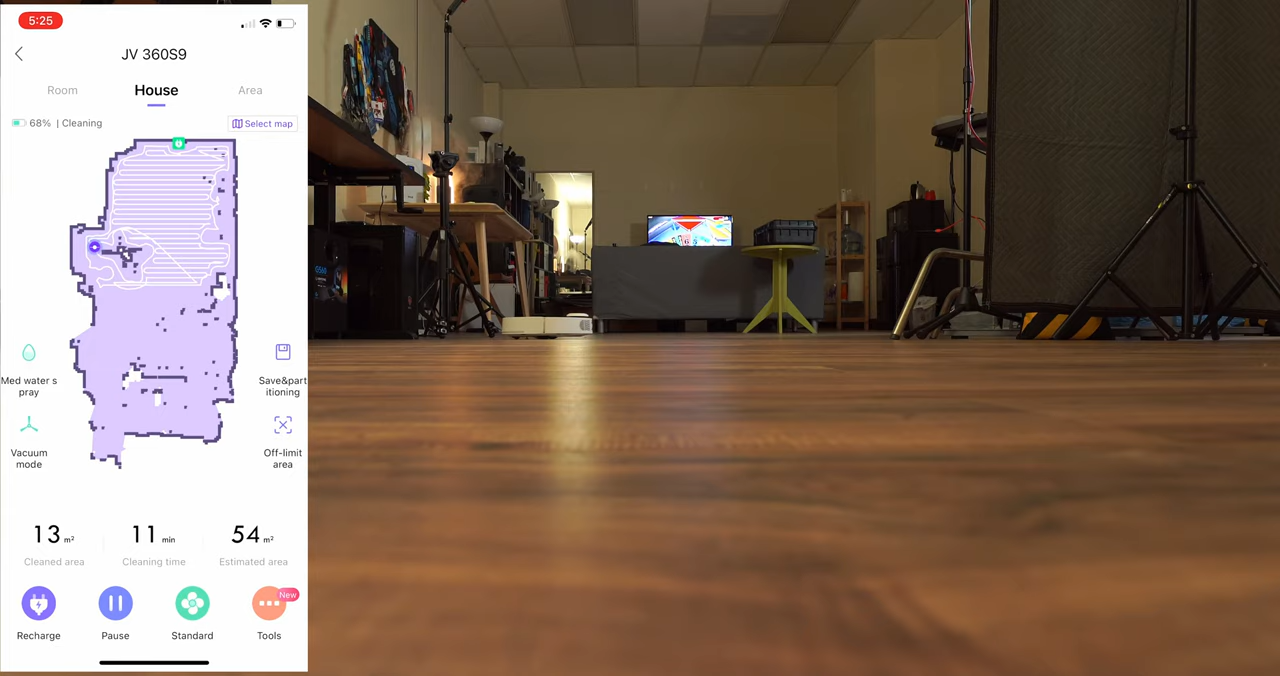 5:25
JV 360S9
Room House Area
68% | Cleaning
Select map
Med water s
pray
Save&part
itioning
Vacuum
mode
Off-limit
area
13 m² 11 min 54 m²
Cleaned area Cleaning time Estimated area
New
Recharge Pause Standard Tools